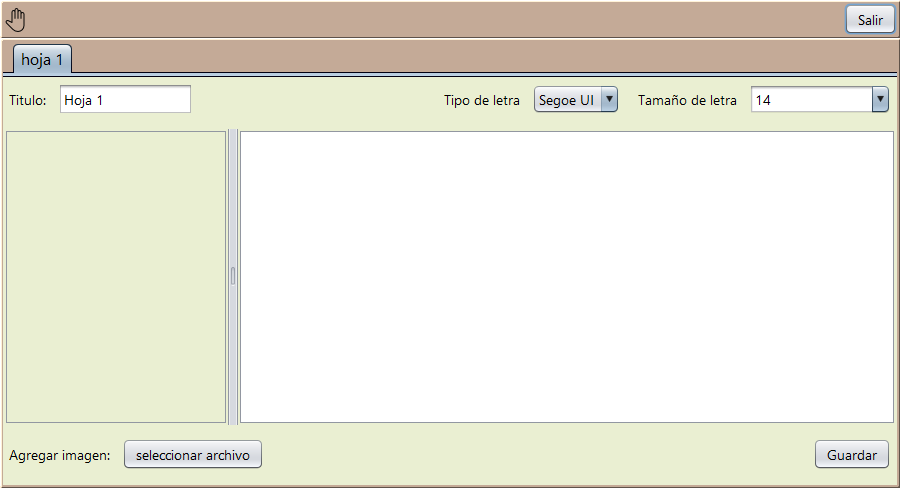 Salir
hoja 1
Titulo: Hoja 1 Tipo de letra Segoe UI Tamaño de letra 14
Agregar imagen: seleccionar archivo Guardar